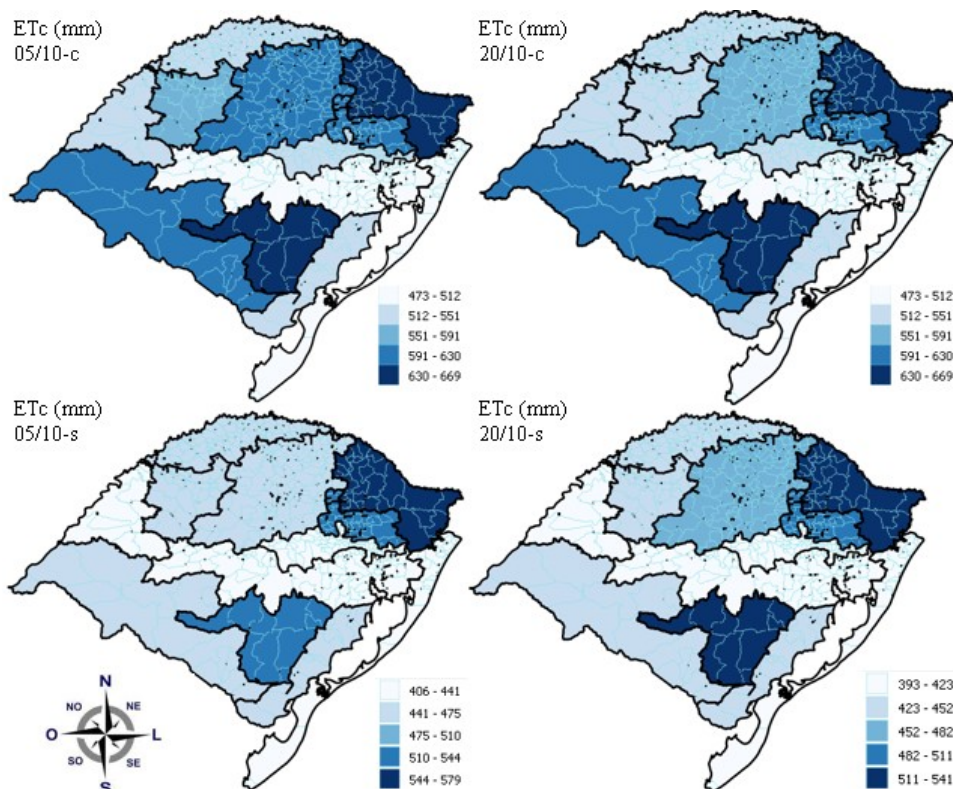 ETc (mm)
05/10-c
473 - 512
512 - 551
551 - 591
591 - 630
630 - 669
ETc (mm)
20/10-c
473 - 512
512 - 551
551 - 591
591 - 630
630 - 669
ETc (mm)
05/10-s
N
NO NE
O L
SO SE
S
406 - 441
441 - 475
475 - 510
510 - 544
544 - 579
ETc (mm)
20/10-s
393 - 423
423 - 452
452 - 482
482 - 511
511 - 541